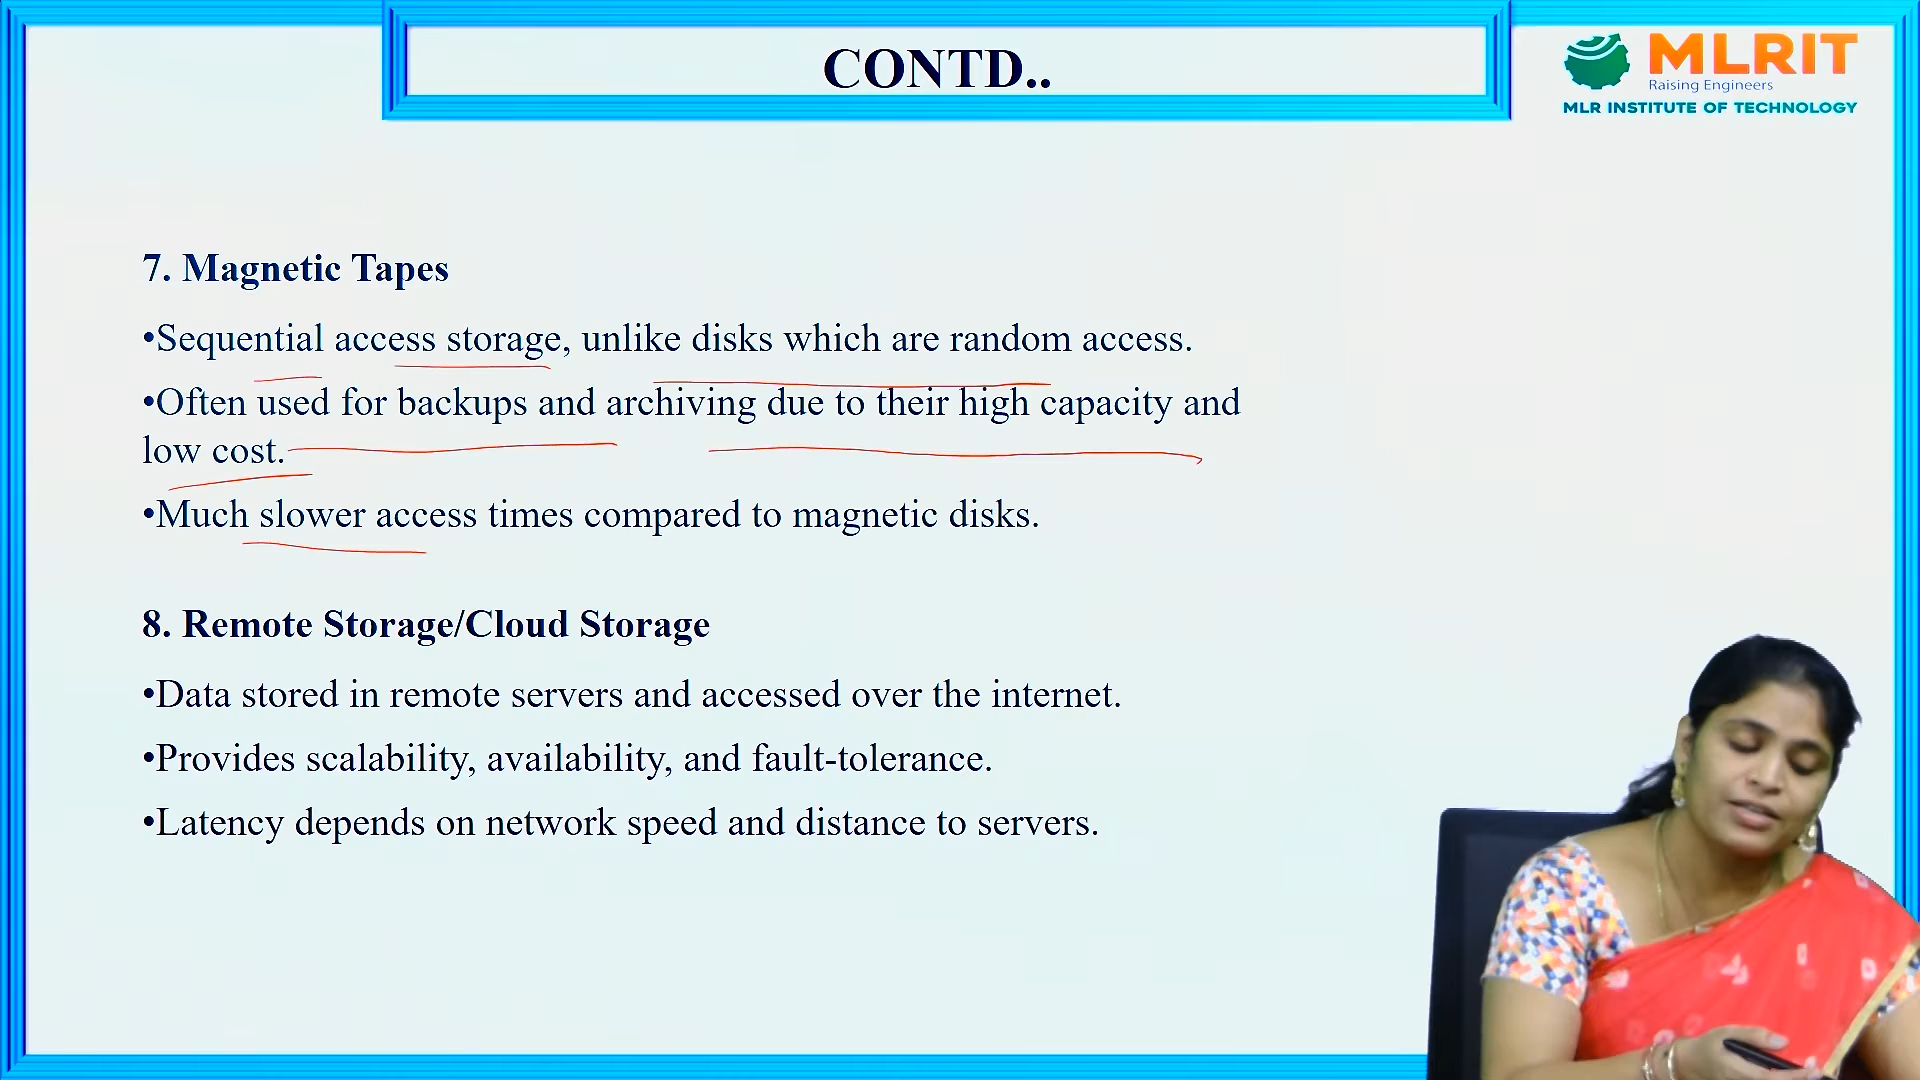 CONTD..
MLRIT
Raising Engineers
MLR INSTITUTE OF TECHNOLOGY
7. Magnetic Tapes
•Sequential access storage, unlike disks which are random access.
•Often used for backups and archiving due to their high capacity and
low cost.
•Much slower access times compared to magnetic disks.
8. Remote Storage/Cloud Storage
•Data stored in remote servers and accessed over the internet.
•Provides scalability, availability, and fault-tolerance.
•Latency depends on network speed and distance to servers.